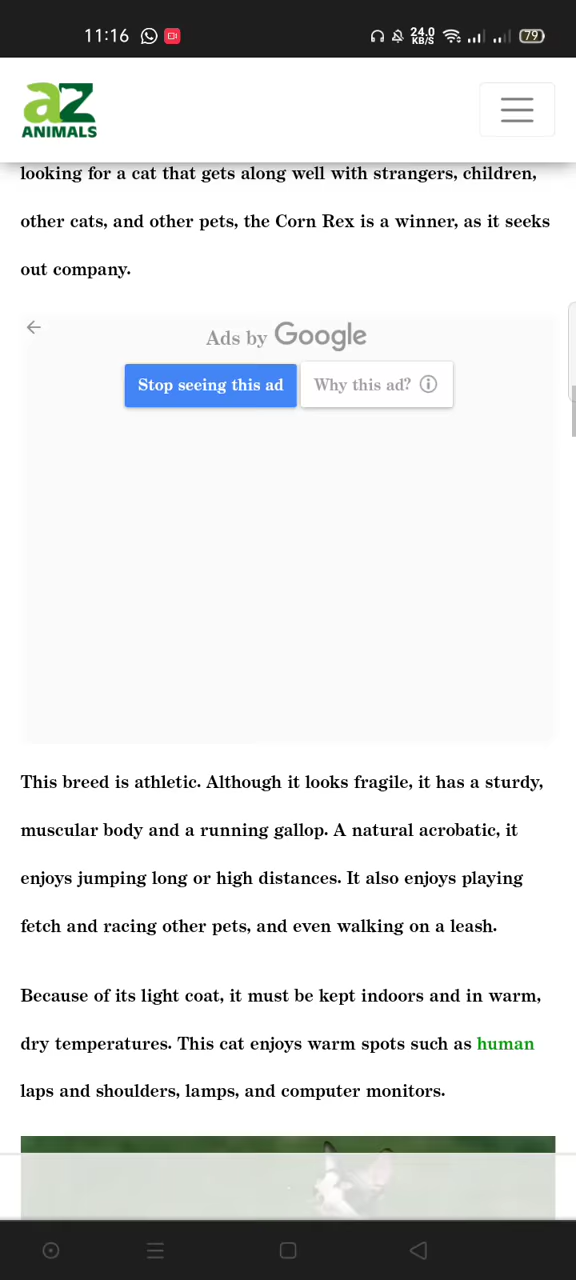 11:16
24.0
KB/S
79
az
ANIMALS
looking for a cat that gets along well with strangers, children,
other cats, and other pets, the Corn Rex is a winner, as it seeks
out company.
Ads by Google
Stop seeing this ad
Why this ad?
This breed is athletic. Although it looks fragile, it has a sturdy,
muscular body and a running gallop. A natural acrobatic, it
enjoys jumping long or high distances. It also enjoys playing
fetch and racing other pets, and even walking on a leash.
Because of its light coat, it must be kept indoors and in warm,
dry temperatures. This cat enjoys warm spots such as human
laps and shoulders, lamps, and computer monitors.